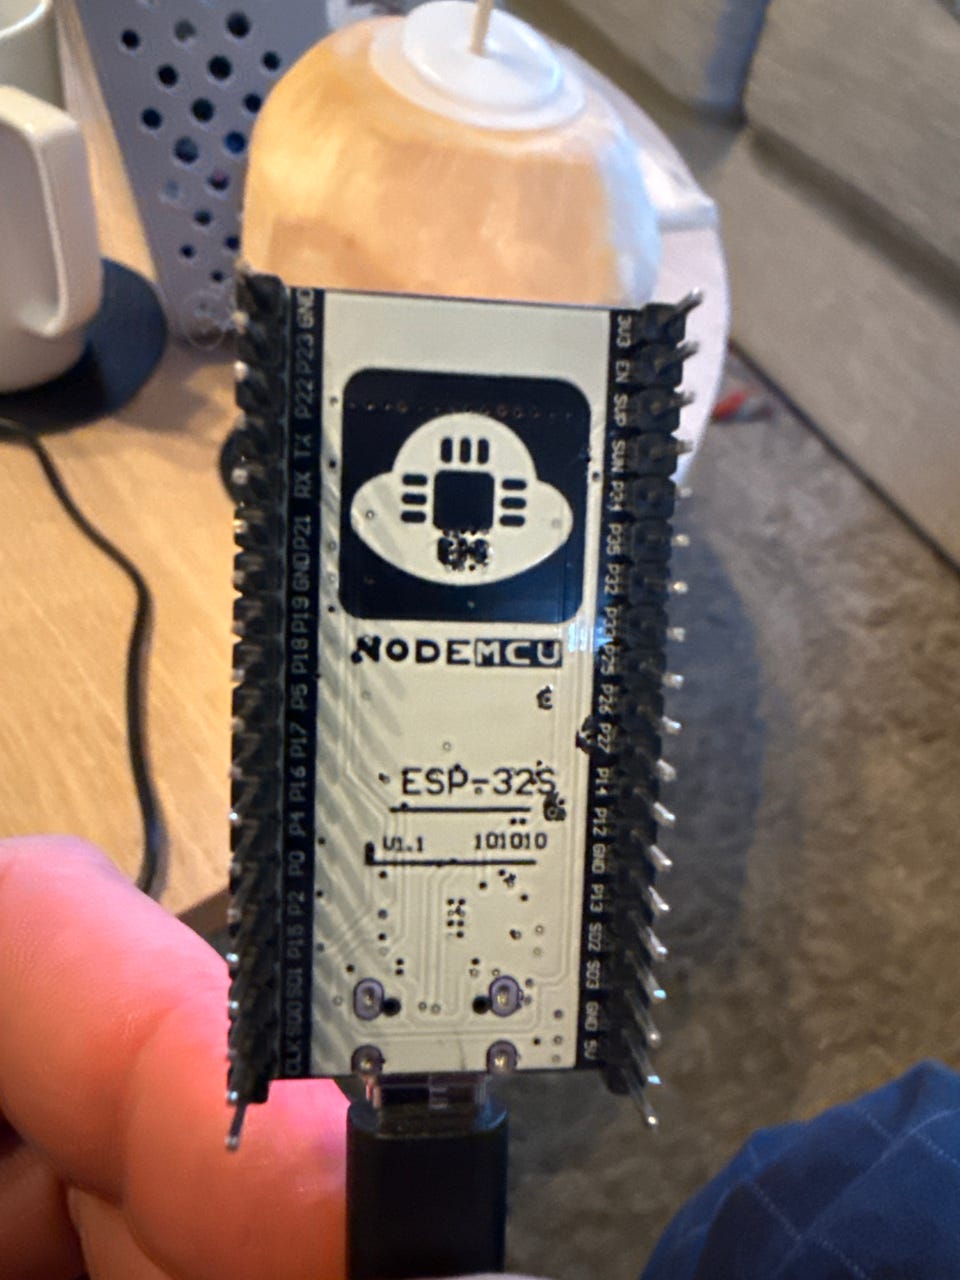 GND
P23
P22
TX
RX
P21
GND
P19
P18
P5
P17
P16
P4
P0
P2
P15
SD1
SD0
CLK
NODEMCU
ESP-32S
V1.1 101010
3V3
EN
SUP
SUN
P34
P35
P32
P33
P25
P26
P27
P14
P12
GND
P13
SD2
SD3
GND
5V